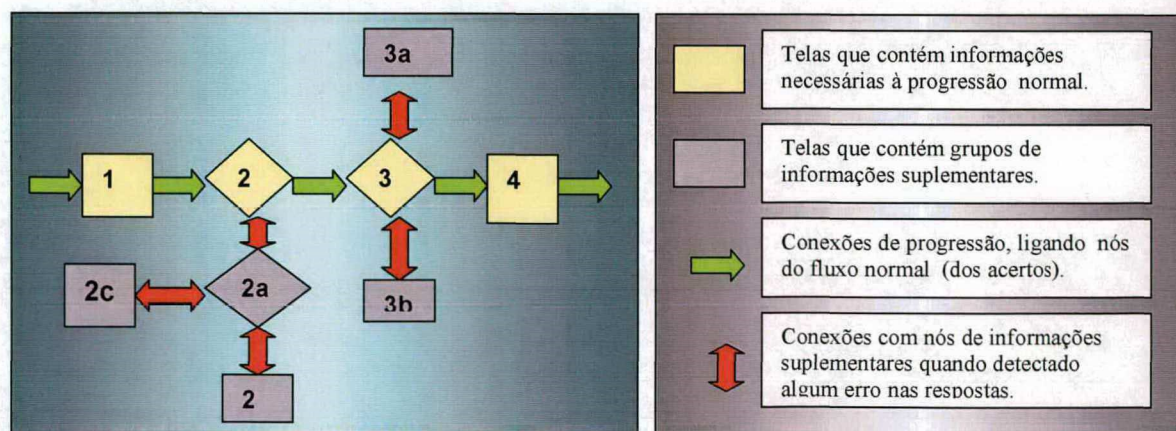 3a
1
2
3
4
2c
2a
3b
2
Telas que contém informações
necessárias à progressão normal.
Telas que contém grupos de
informações suplementares.
Conexões de progressão, ligando nós
do fluxo normal (dos acertos).
Conexões com nós de informações
suplementares quando detectado
algum erro nas respostas.